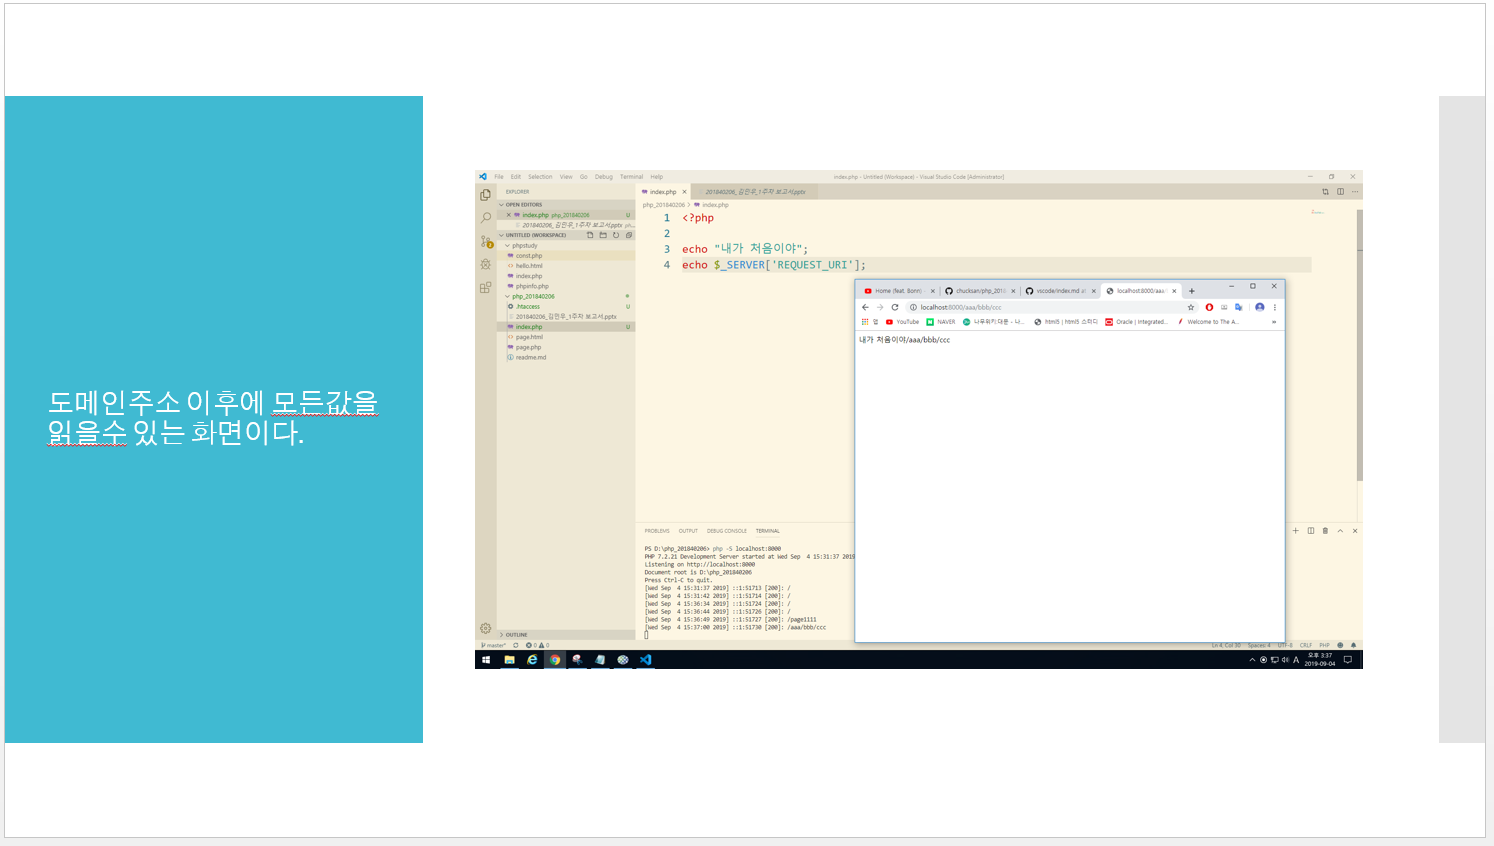 도메인주소 이후에 모든값을
읽을수 있는 화면이다.
File Edit Selection View Go Debug Terminal Help
index.php - Untitled (Workspace) - Visual Studio Code [Administrator]
EXPLORER
OPEN EDITORS
index.php php_201840206 U
201840206_김민우_1주차 보고서.pptx
UNTITLED (WORKSPACE)
phpstudy
const.php
hello.html
index.php
phpinfo.php
php_201840206
.htaccess U
201840206_김민우_1주차 보고서.pptx
index.php U
page.html
page.php
readme.md
OUTLINE
index.php
201840206_김민우_1주차 보고서.pptx
php_201840206 > index.php
1 <?php
2
3 echo "내가 처음이야";
4 echo $_SERVER['REQUEST_URI'];
Home (feat. Bonn) -
chucksan/php_201
vscode/index.md at
localhost:8000/aaa/
localhost:8000/aaa/bbb/ccc
앱 YouTube NAVER 나무위키:대문 - 나... html5 | html5 스터디 Oracle | Integrated... Welcome to The A... »
내가 처음이야/aaa/bbb/ccc
PROBLEMS OUTPUT DEBUG CONSOLE TERMINAL
PS D:\php_201840206> php -S localhost:8000
PHP 7.2.21 Development Server started at Wed Sep  4 15:31:37 2019
Listening on http://localhost:8000
Document root is D:\php_201840206
Press Ctrl-C to quit.
[Wed Sep  4 15:31:37 2019] ::1:51713 [200]: /
[Wed Sep  4 15:31:42 2019] ::1:51714 [200]: /
[Wed Sep  4 15:36:34 2019] ::1:51724 [200]: /
[Wed Sep  4 15:36:44 2019] ::1:51726 [200]: /
[Wed Sep  4 15:36:49 2019] ::1:51727 [200]: /page1111
[Wed Sep  4 15:37:00 2019] ::1:51730 [200]: /aaa/bbb/ccc
master* 0 0
Ln 4, Col 30 Spaces: 4 UTF-8 CRLF PHP
A 오후 3:37
2019-09-04